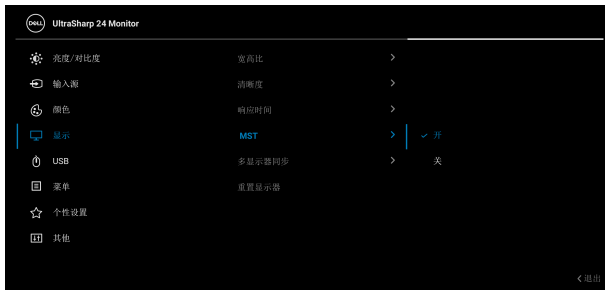 DELL UltraSharp 24 Monitor
亮度/对比度 宽高比
输入源 清晰度
颜色 响应时间
显示 MST 开
USB 多显示器同步 关
菜单 重置显示器
个性设置
其他
退出